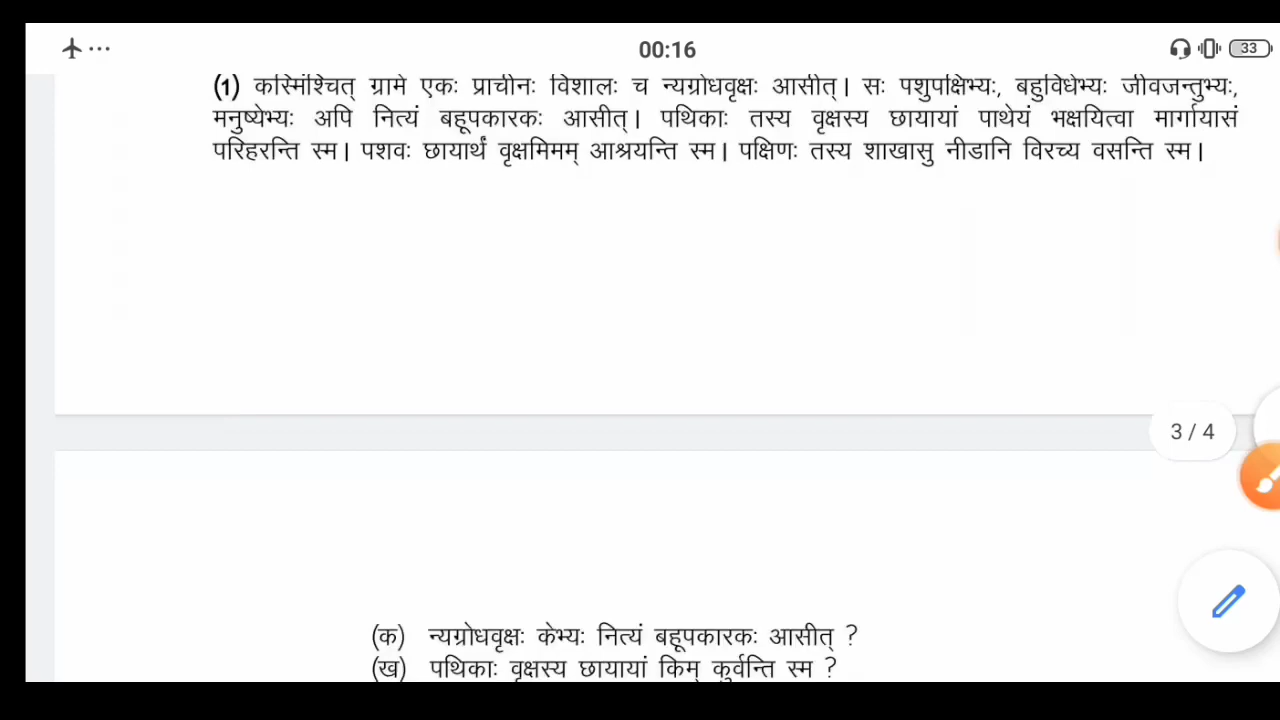 00:16
33
(1) कस्मिंश्चित् ग्रामे एकः प्राचीनः विशालः च न्यग्रोधवृक्षः आसीत्। सः पशुपक्षिभ्यः, बहुविधेभ्यः जीवजन्तुभ्यः,
मनुष्येभ्यः अपि नित्यं बहूपकारकः आसीत्। पथिकाः तस्य वृक्षस्य छायायां पाथेयं भक्षयित्वा मार्गायासं
परिहरन्ति स्म। पशवः छायार्थं वृक्षमिमम् आश्रयन्ति स्म। पक्षिणः तस्य शाखासु नीडानि विरच्य वसन्ति स्म।
3 / 4
(क) न्यग्रोधवृक्षः केभ्यः नित्यं बहूपकारकः आसीत् ?
(ख) पथिकाः वृक्षस्य छायायां किम् कुर्वन्ति स्म ?